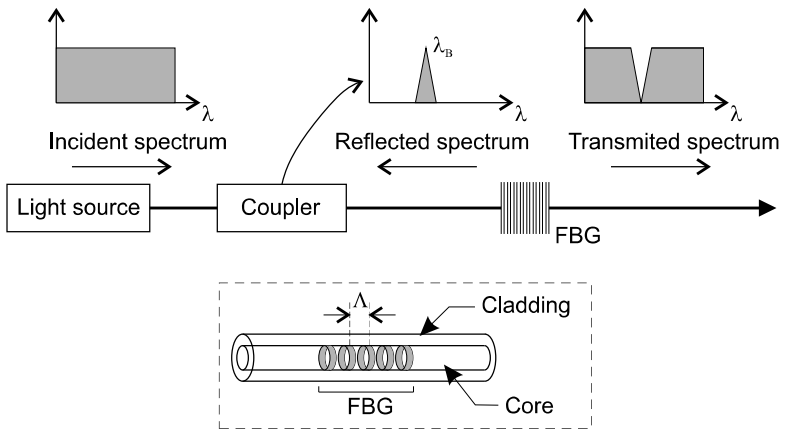 λB
λ
λ
λ
Incident spectrum
Reflected spectrum
Transmited spectrum
Light source
Coupler
FBG
Λ
Cladding
FBG
Core